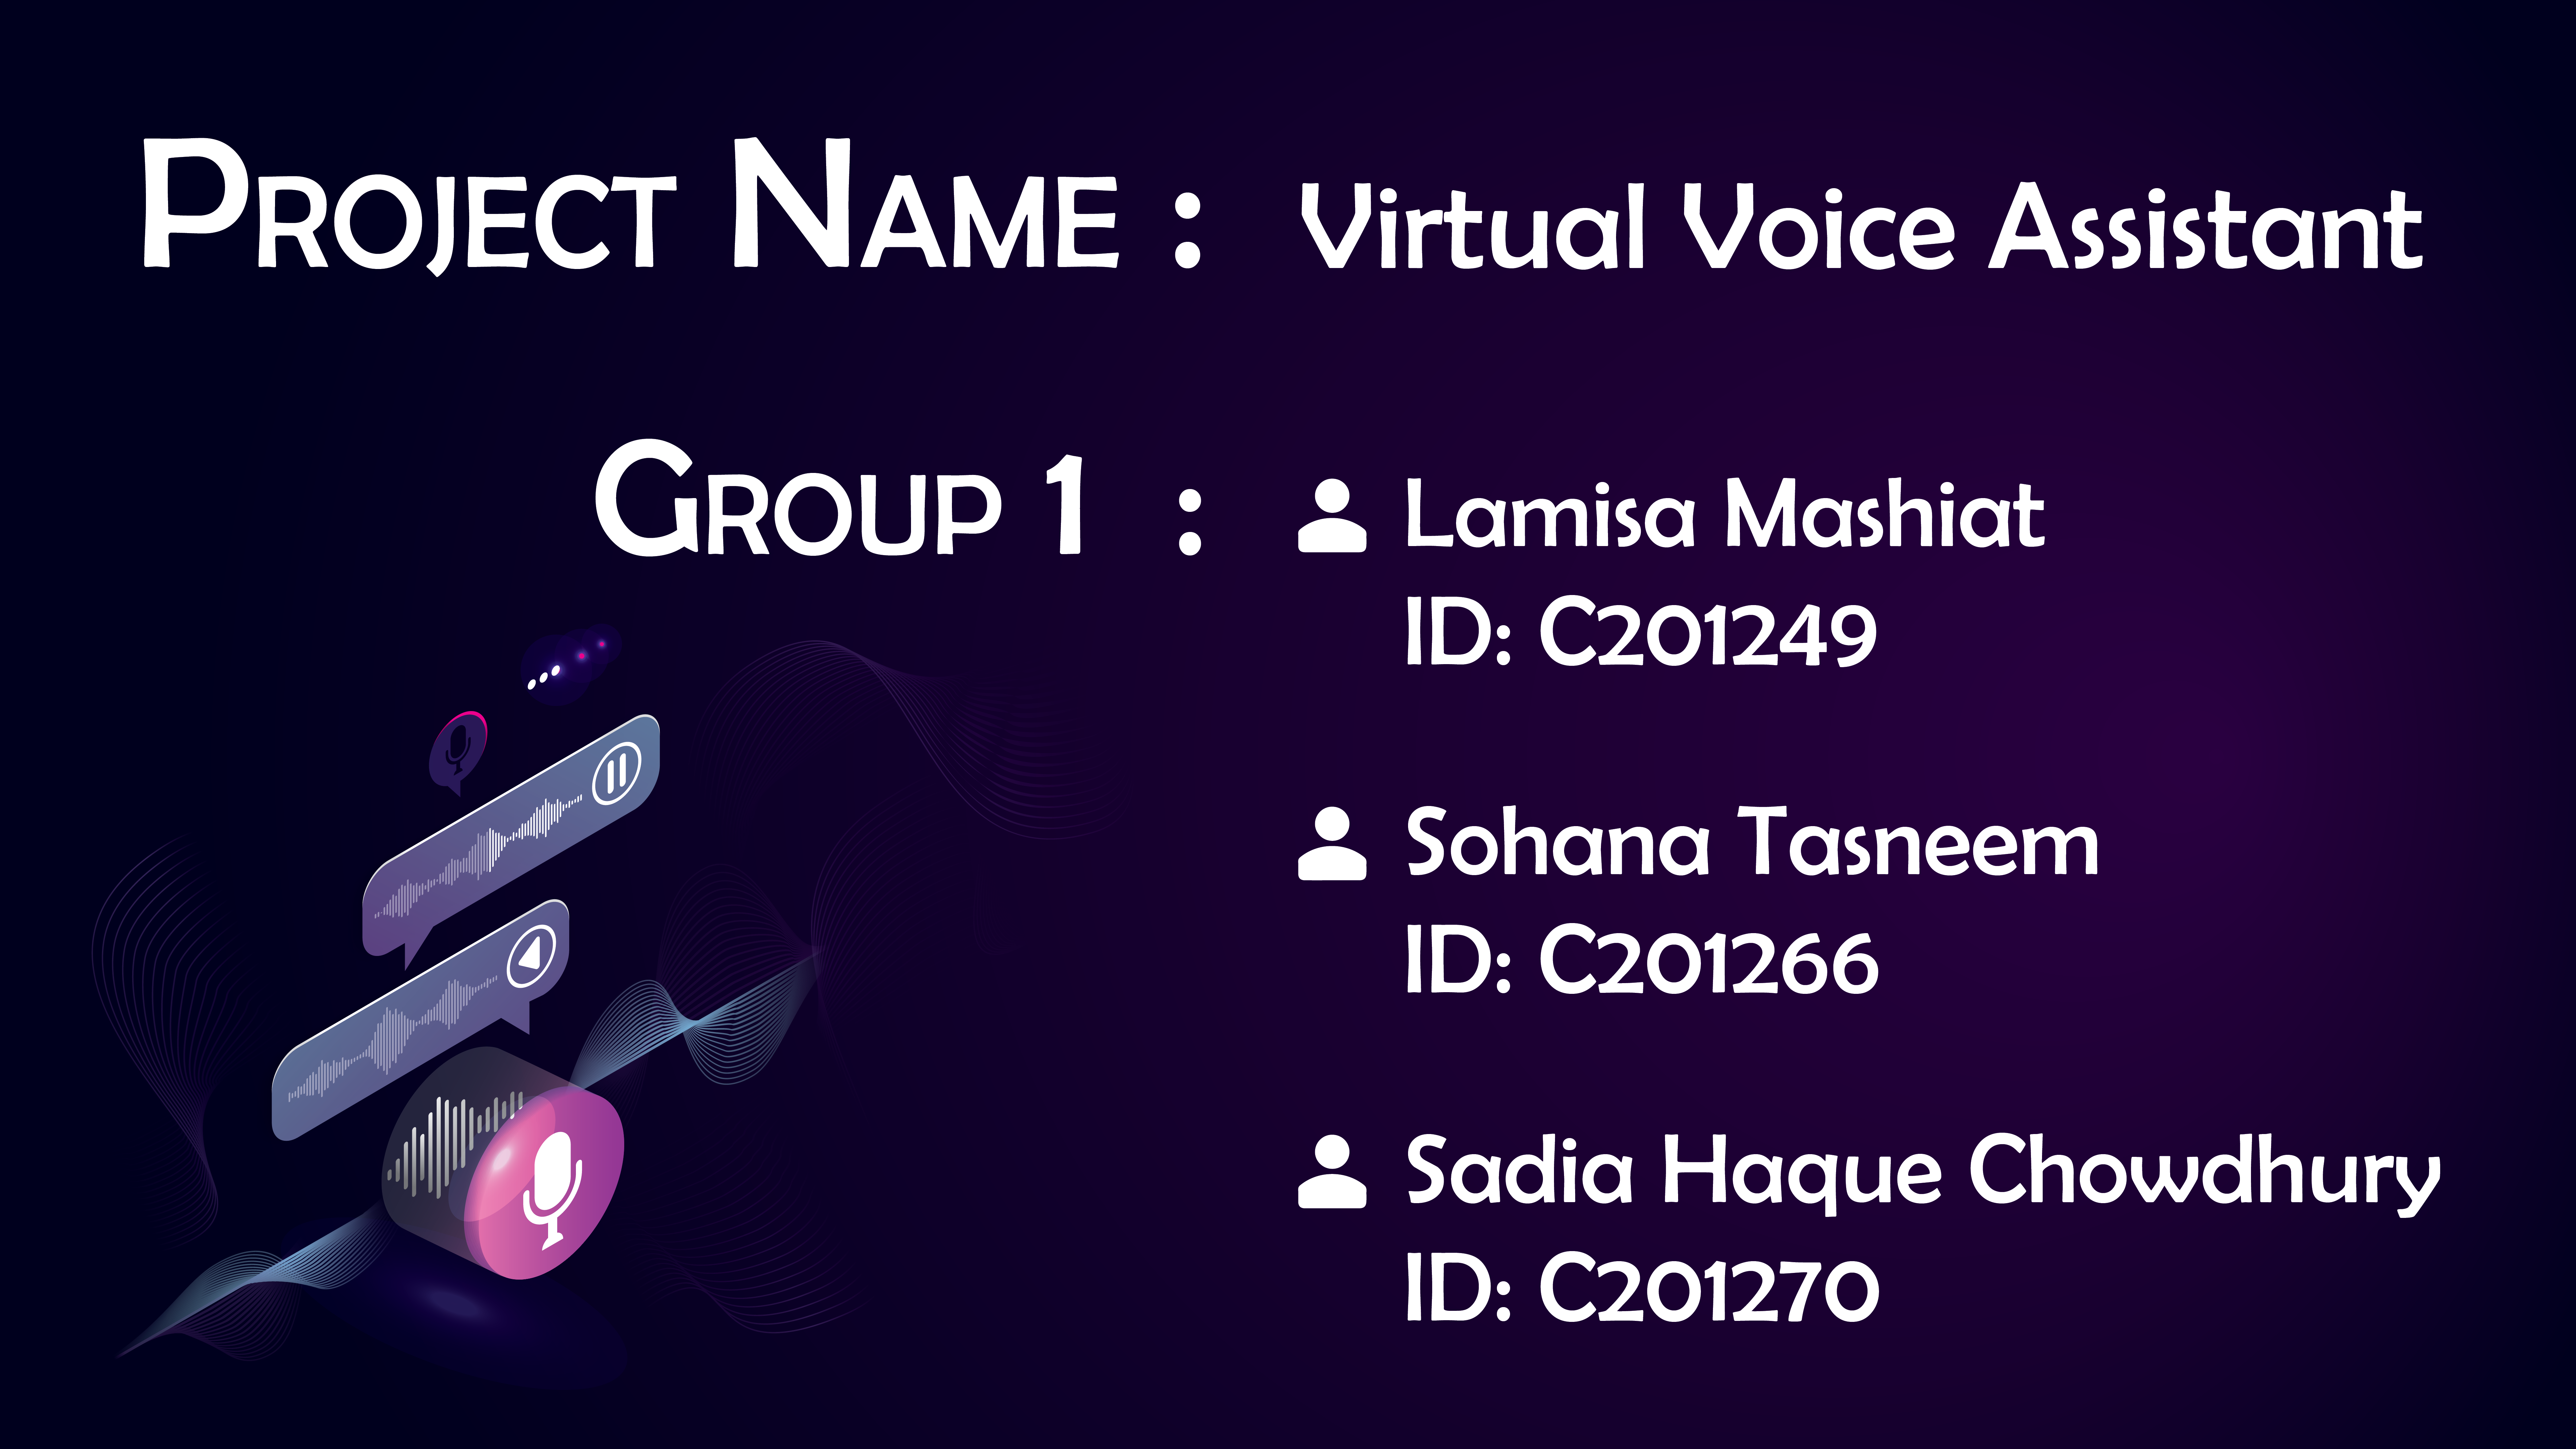 Project Name : Virtual Voice Assistant
Group 1 : Lamisa Mashiat
ID: C201249
Sohana Tasneem
ID: C201266
Sadia Haque Chowdhury
ID: C201270